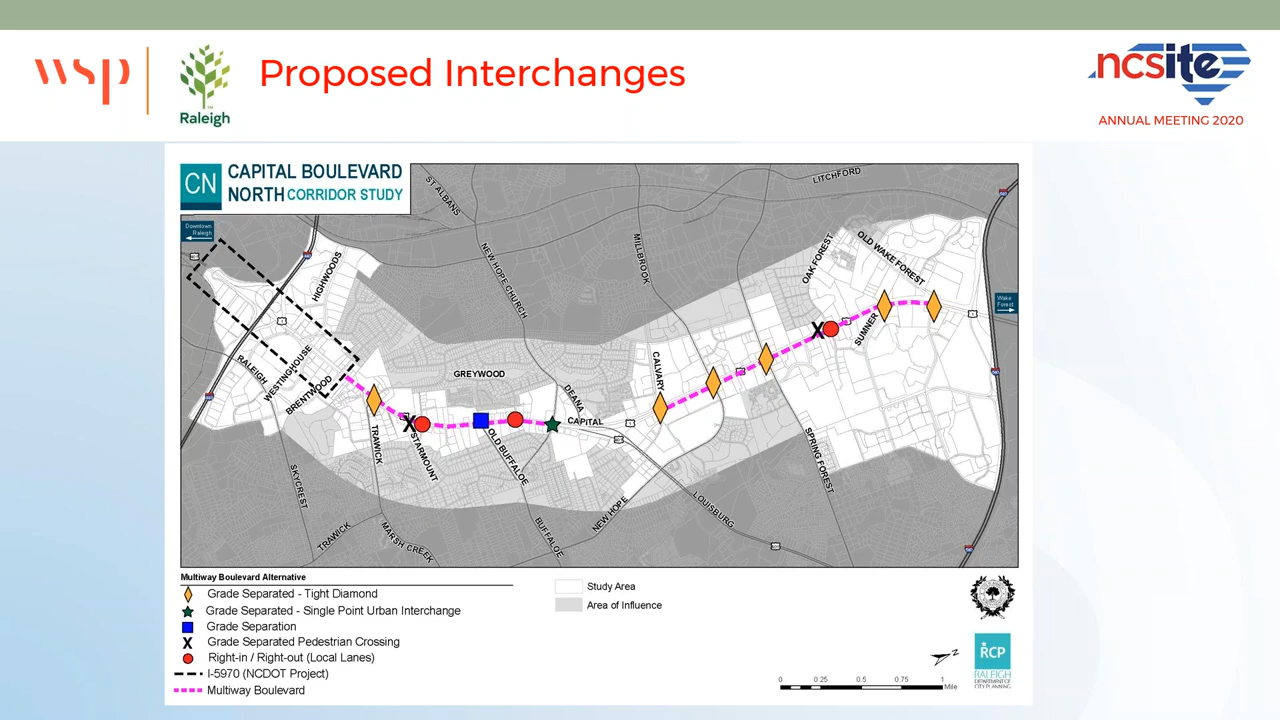 wsp
Raleigh
Proposed Interchanges
ncsite
ANNUAL MEETING 2020
CN
CAPITAL BOULEVARD
NORTH CORRIDOR STUDY
Downtown
Raleigh
ST ALBANS
LITCHFORD
NEW HOPE CHURCH
MILLBROOK
OAK FOREST
OLD WAKE FOREST
HIGHWOODS
Wake
Forest
RALEIGH
WESTINGHOUSE
BRENTWOOD
GREYWOOD
DEANA
CALVARY
SUMNER
CAPITAL
TRAWICK
STARMOUNT
OLD BUFFALOE
SPRING FOREST
SKYCREST
TRAWICK
MARSH CREEK
BUFFALOE
NEW HOPE
LOUISBURG
Multiway Boulevard Alternative
Grade Separated - Tight Diamond
Grade Separated - Single Point Urban Interchange
Grade Separation
X Grade Separated Pedestrian Crossing
Right-in / Right-out (Local Lanes)
I-5970 (NCDOT Project)
Multiway Boulevard
Study Area
Area of Influence
Z
0 0.25 0.5 0.75 1
Mile
RCP
RALEIGH
DEPARTMENT OF
CITY PLANNING